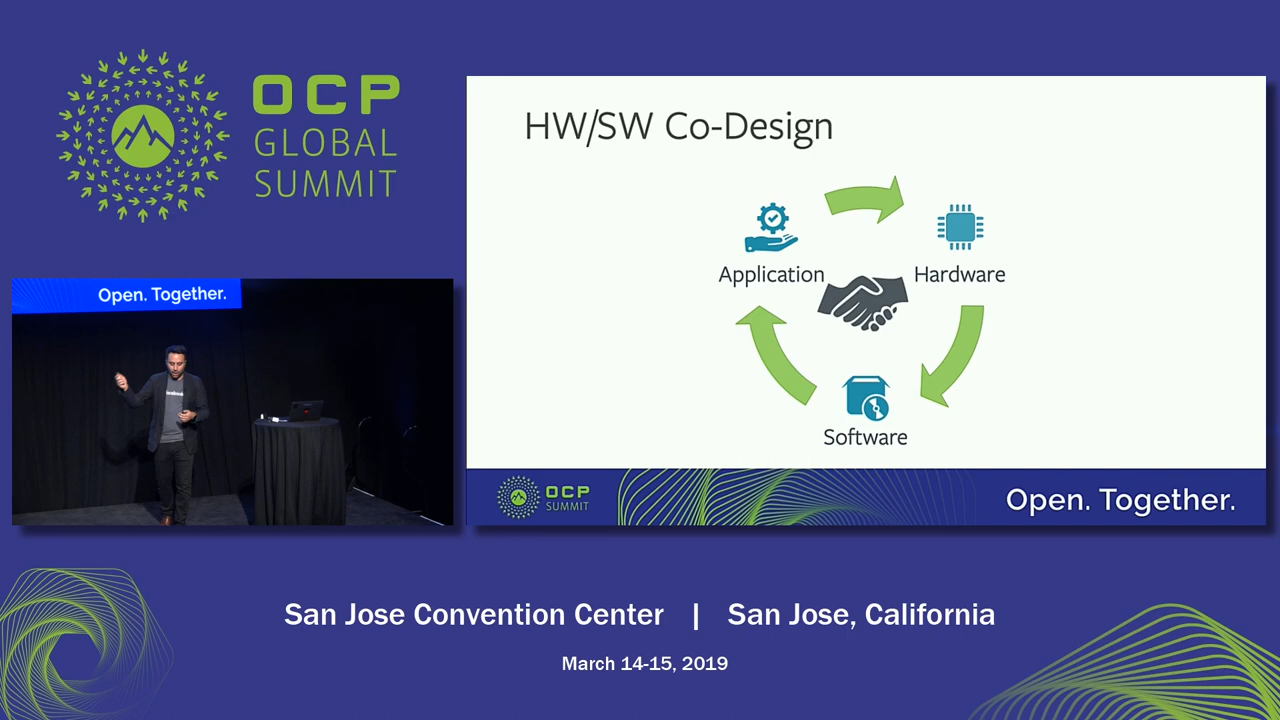 OCP
GLOBAL
SUMMIT
HW/SW Co-Design
Application
Hardware
Software
Open. Together.
facebook
OCP
SUMMIT
Open. Together.
San Jose Convention Center | San Jose, California
March 14-15, 2019